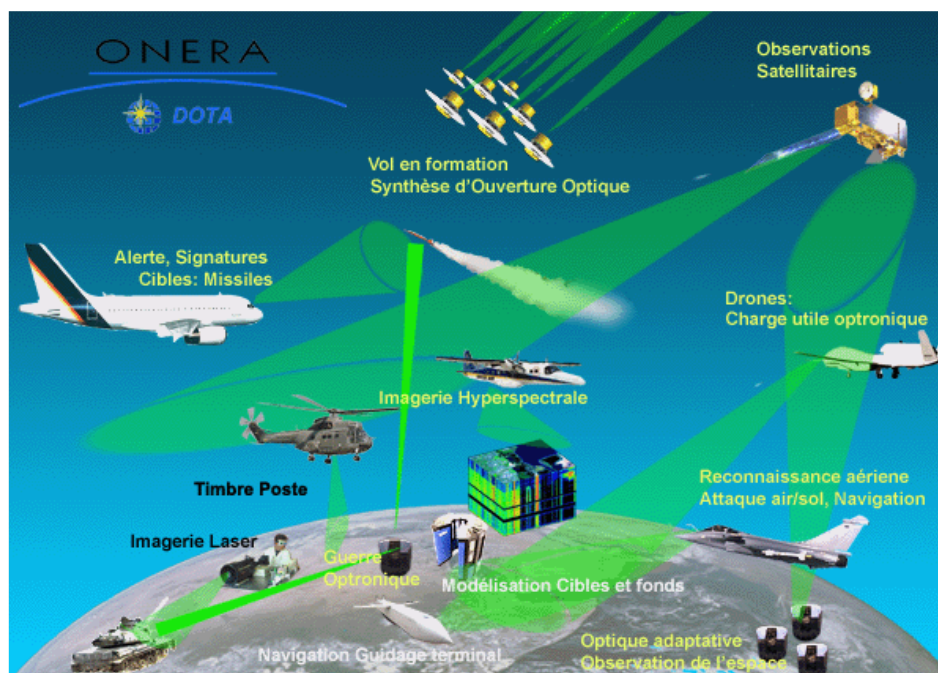 ONERA
DOTA
Observations
Satellitaires
Vol en formation
Synthèse d'Ouverture Optique
Alerte, Signatures
Cibles: Missiles
Drones:
Charge utile optronique
Imagerie Hyperspectrale
Timbre Poste
Reconnaissance aériene
Attaque air/sol, Navigation
Imagerie Laser
Guerre
Optronique
Modélisation Cibles et fonds
Navigation Guidage terminal
Optique adaptative
Observation de l'espace